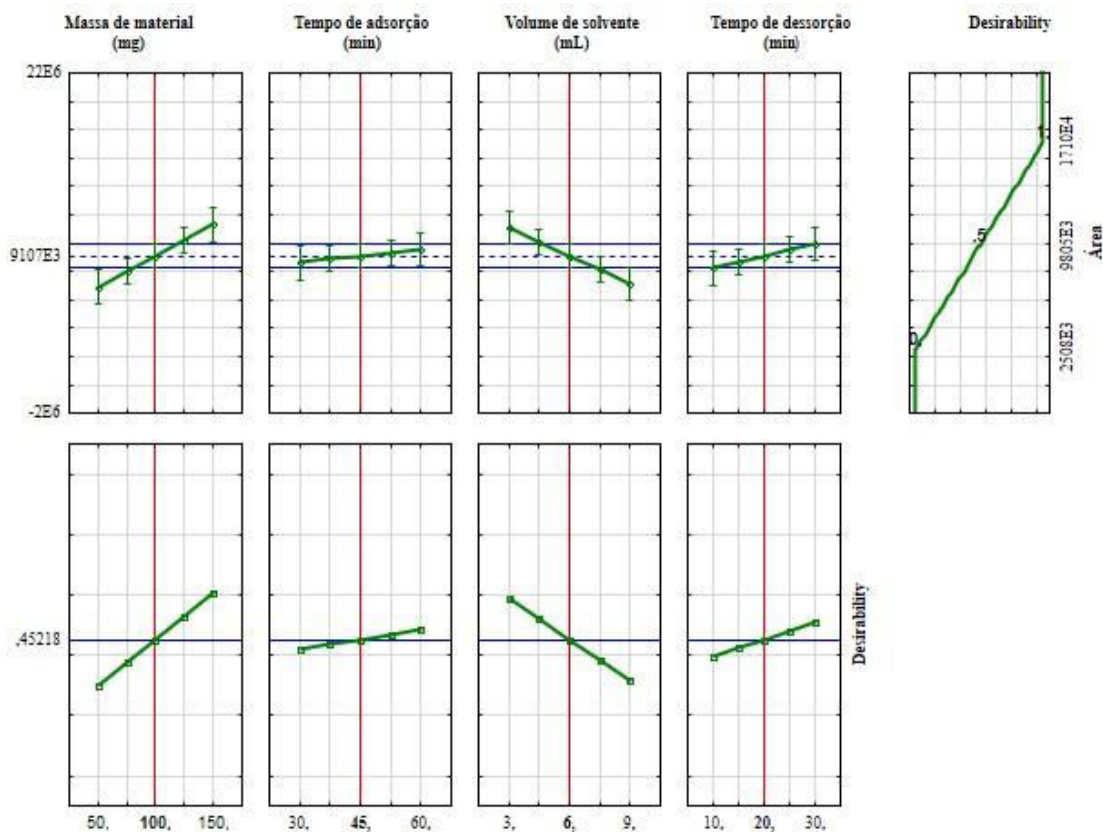 Massa de material
(mg)
Tempo de adsorção
(min)
Volume de solvente
(mL)
Tempo de dessorção
(min)
Desirability
22E6
9107E3
-2E6
1,
,5
0,
1710E4
9805E3
2508E3
Área
,45218
Desirability
50, 100, 150,
30, 45, 60,
3, 6, 9,
10, 20, 30,